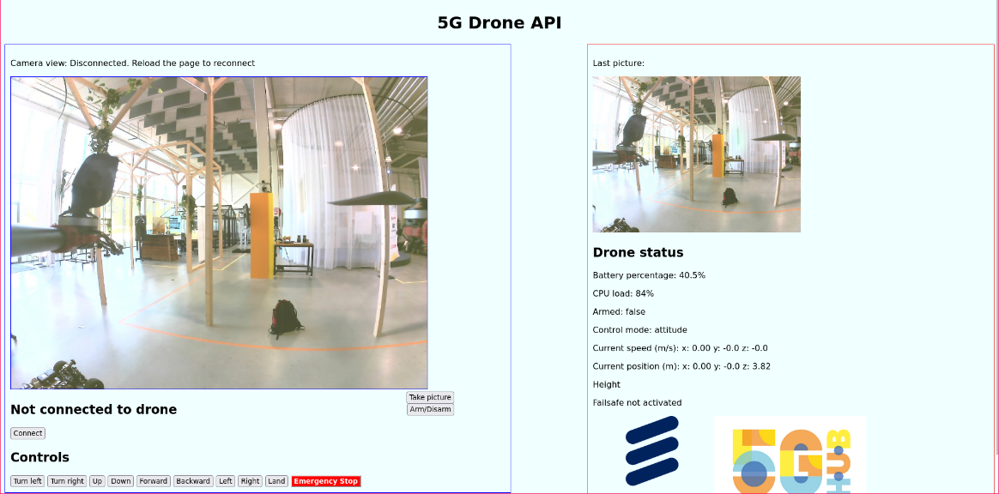 5G Drone API
Camera view: Disconnected. Reload the page to reconnect
Take picture
Arm/Disarm
Not connected to drone
Connect
Controls
Turn left Turn right Up Down Forward Backward Left Right Land Emergency Stop
Last picture:
Drone status
Battery percentage: 40.5%
CPU load: 84%
Armed: false
Control mode: attitude
Current speed (m/s): x: 0.00 y: -0.0 z: -0.0
Current position (m): x: 0.00 y: -0.0 z: 3.82
Height
Failsafe not activated
5G HUB